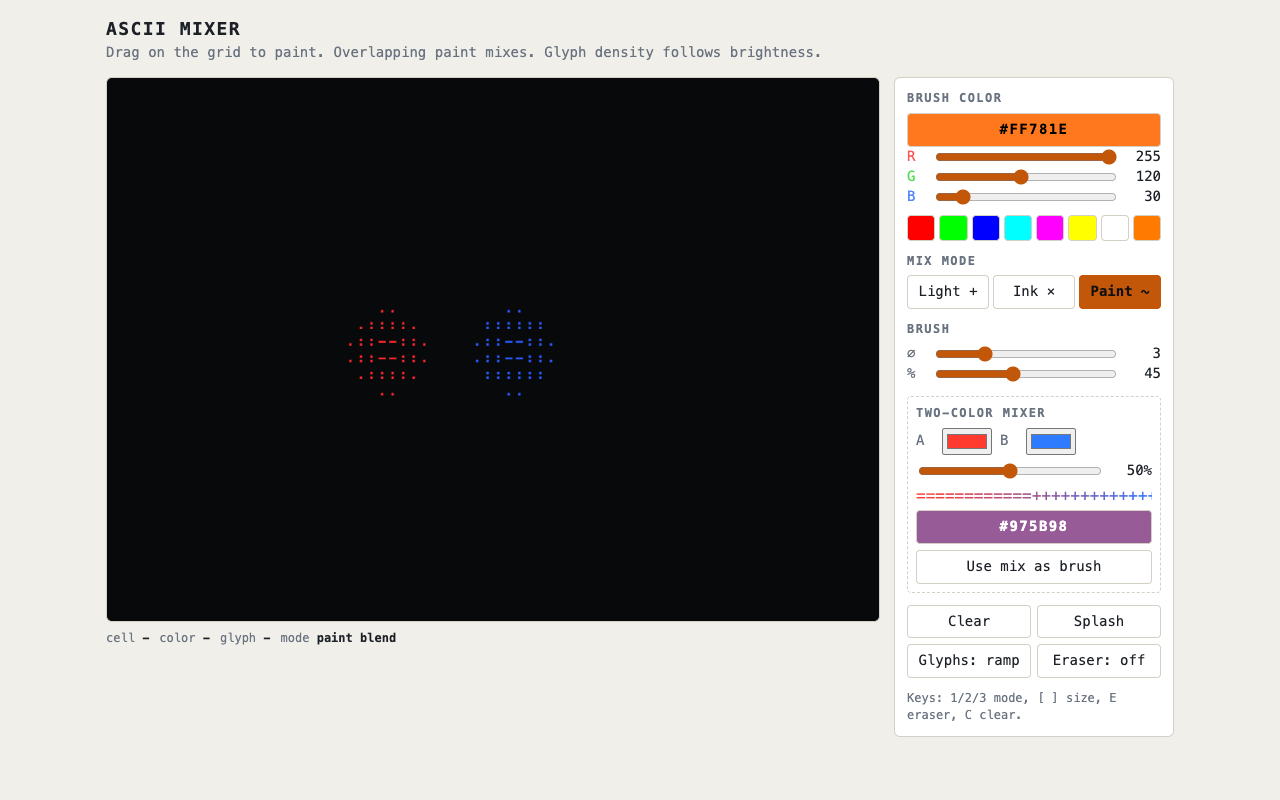 ASCII MIXER
Drag on the grid to paint. Overlapping paint mixes. Glyph density follows brightness.
BRUSH COLOR
#FF781E
R 255
G 120
B 30
MIX MODE
Light + Ink × Paint ~
BRUSH
⌀ 3
% 45
TWO-COLOR MIXER
A B
50%
============++++++++++++
#975B98
Use mix as brush
Clear Splash
Glyphs: ramp Eraser: off
Keys: 1/2/3 mode, [ ] size, E
eraser, C clear.
..
.:::::. ::::::
.:::--:::. .:::--:::.
.:::--:::. .:::--:::.
.:::::. ::::::
.. ..
cell – color – glyph – mode paint blend